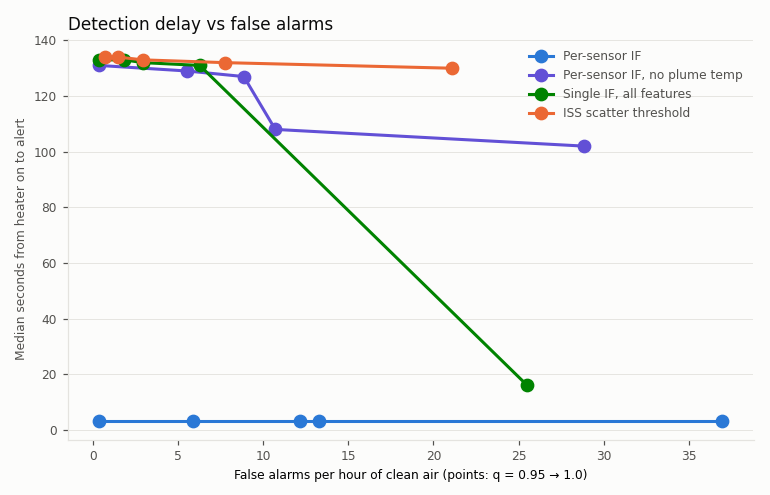 Detection delay vs false alarms
Median seconds from heater on to alert
140
120
100
80
60
40
20
0
Per-sensor IF
Per-sensor IF, no plume temp
Single IF, all features
ISS scatter threshold
0 5 10 15 20 25 30 35
False alarms per hour of clean air (points: q = 0.95 → 1.0)